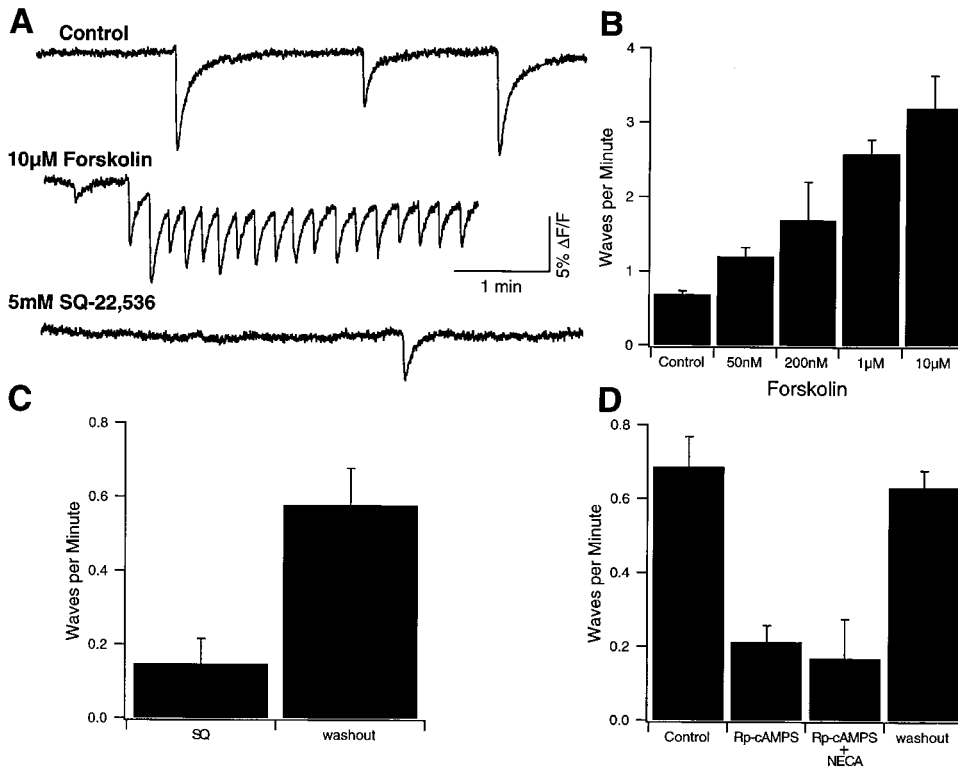 A
Control
10µM Forskolin
5% ΔF/F
1 min
5mM SQ-22,536
B
Waves per Minute
4
3
2
1
0
Control
50nM
200nM
1µM
10µM
Forskolin
C
Waves per Minute
0.8
0.6
0.4
0.2
0.0
SQ
washout
D
Waves per Minute
0.8
0.6
0.4
0.2
0.0
Control
Rp-cAMPS
Rp-cAMPS
+
NECA
washout